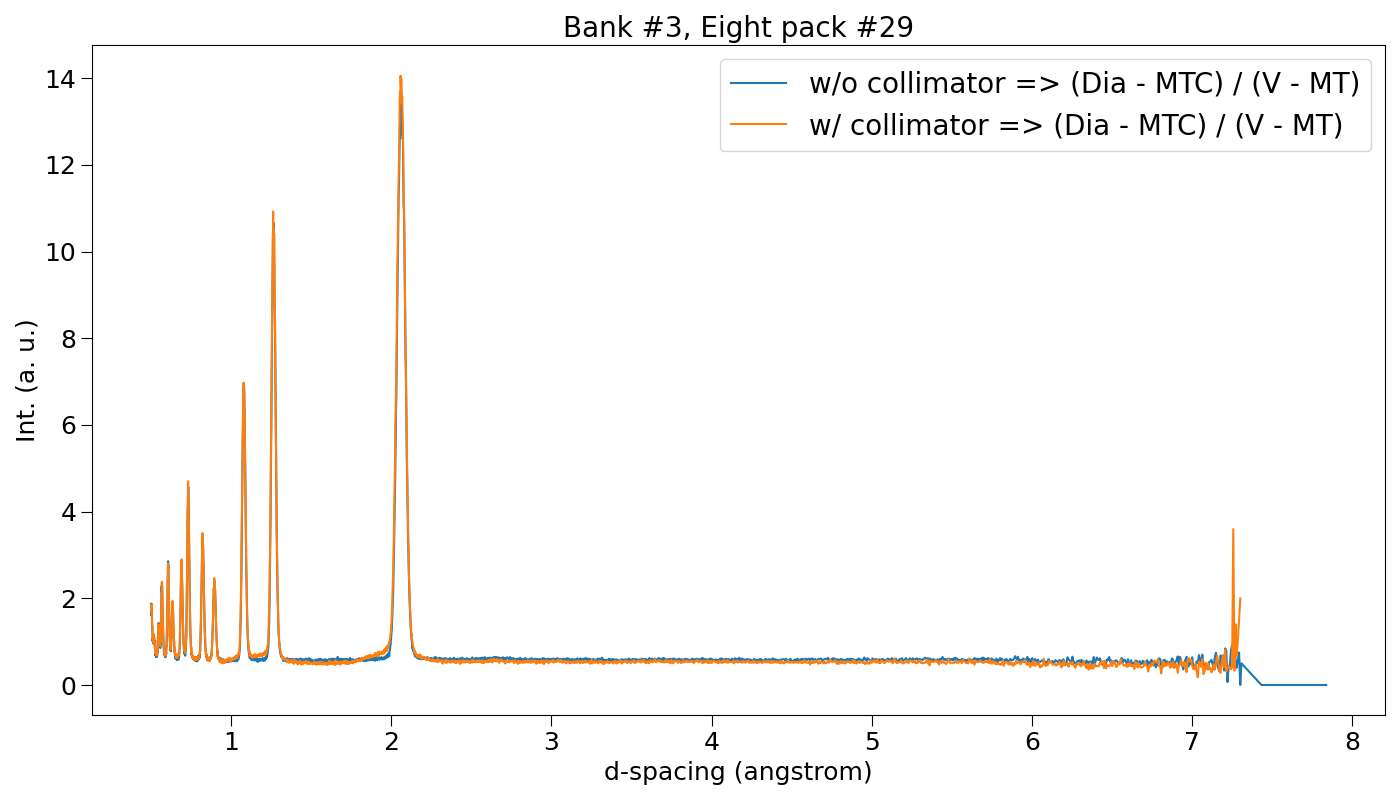 Bank #3, Eight pack #29
w/o collimator => (Dia - MTC) / (V - MT)
w/ collimator => (Dia - MTC) / (V - MT)
Int. (a. u.)
14
12
10
8
6
4
2
0
1 2 3 4 5 6 7 8
d-spacing (angstrom)